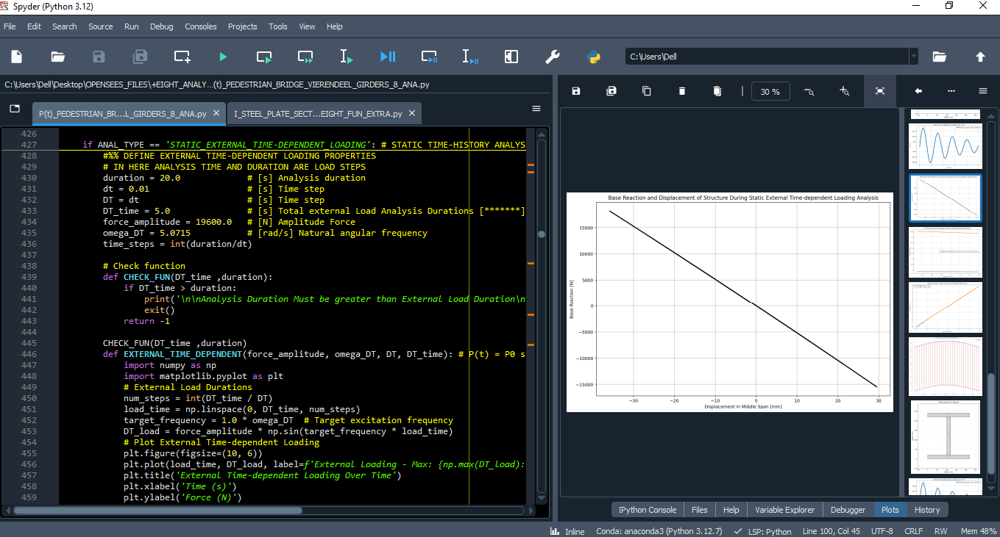 Spyder (Python 3.12)
File Edit Search Source Run Debug Consoles Projects Tools View Help
C:\Users\Dell
C:\Users\Dell\Desktop\OPENSEES_FILES\+EIGHT_ANALY...(t)_PEDESTRIAN_BRIDGE_VIERENDEEL_GIRDERS_8_ANA.py
P(t)_PEDESTRIAN_BR...L_GIRDERS_8_ANA.py
I_STEEL_PLATE_SECT...EIGHT_FUN_EXTRA.py
30 %
426
427 if ANAL_TYPE == 'STATIC_EXTERNAL_TIME-DEPENDENT_LOADING': # STATIC TIME-HISTORY ANALYS
428 #%% DEFINE EXTERNAL TIME-DEPENDENT LOADING PROPERTIES
429 # IN HERE ANALYSIS TIME AND DURATION ARE LOAD STEPS
430 duration = 20.0 # [s] Analysis duration
431 dt = 0.01 # [s] Time step
432 DT = dt # [s] Time step
433 DT_time = 5.0 # [s] Total external Load Analysis Durations [*******]
434 force_amplitude = 19600.0 # [N] Amplitude Force
435 omega_DT = 5.0715 # [rad/s] Natural angular frequency
436 time_steps = int(duration/dt)
437
438 # Check function
439 def CHECK_FUN(DT_time ,duration):
440 if DT_time > duration:
441 print('\n\nAnalysis Duration Must be greater than External Load Duration\n
442 exit()
443 return -1
444
445 CHECK_FUN(DT_time ,duration)
446 def EXTERNAL_TIME_DEPENDENT(force_amplitude, omega_DT, DT, DT_time): # P(t) = P0 s
447 import numpy as np
448 import matplotlib.pyplot as plt
449 # External Load Durations
450 num_steps = int(DT_time / DT)
451 load_time = np.linspace(0, DT_time, num_steps)
452 target_frequency = 1.0 * omega_DT # Target excitation frequency
453 DT_load = force_amplitude * np.sin(target_frequency * load_time)
454 # Plot External Time-dependent Loading
455 plt.figure(figsize=(10, 6))
456 plt.plot(load_time, DT_load, label=f'External Loading - Max: {np.max(DT_load):
457 plt.title('External Time-dependent Loading Over Time')
458 plt.xlabel('Time (s)')
459 plt.ylabel('Force (N)')
Base Reaction and Displacement of Structure During Static External Time-dependent Loading Analysis
Base Reaction [N]
15000
10000
5000
0
−5000
−10000
−15000
−30 −20 −10 0 10 20 30
Displacement in Middle Span [mm]
IPython Console Files Help Variable Explorer Debugger Plots History
Inline Conda: anaconda3 (Python 3.12.7) LSP: Python Line 100, Col 45 UTF-8 CRLF RW Mem 48%